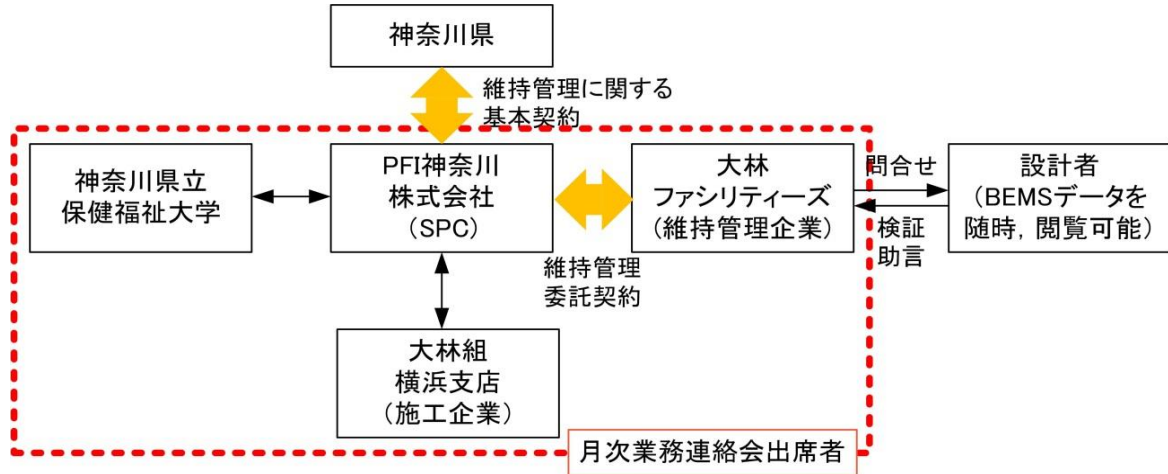 神奈川県
維持管理に関する
基本契約
神奈川県立
保健福祉大学
PFI神奈川
株式会社
（SPC）
維持管理
委託契約
大林
ファシリティーズ
（維持管理企業）
問合せ
検証
助言
設計者
（BEMSデータを
随時，閲覧可能）
大林組
横浜支店
（施工企業）
月次業務連絡会出席者